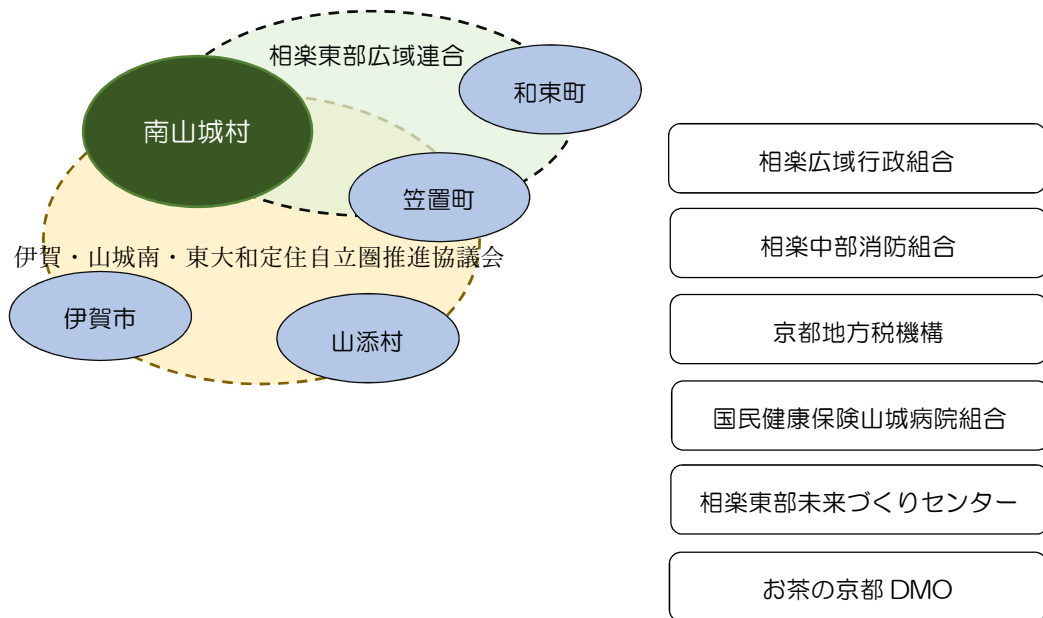 相楽東部広域連合
和束町
南山城村
笠置町
伊賀・山城南・東大和定住自立圏推進協議会
伊賀市
山添村
相楽広域行政組合
相楽中部消防組合
京都地方税機構
国民健康保険山城病院組合
相楽東部未来づくりセンター
お茶の京都 DMO